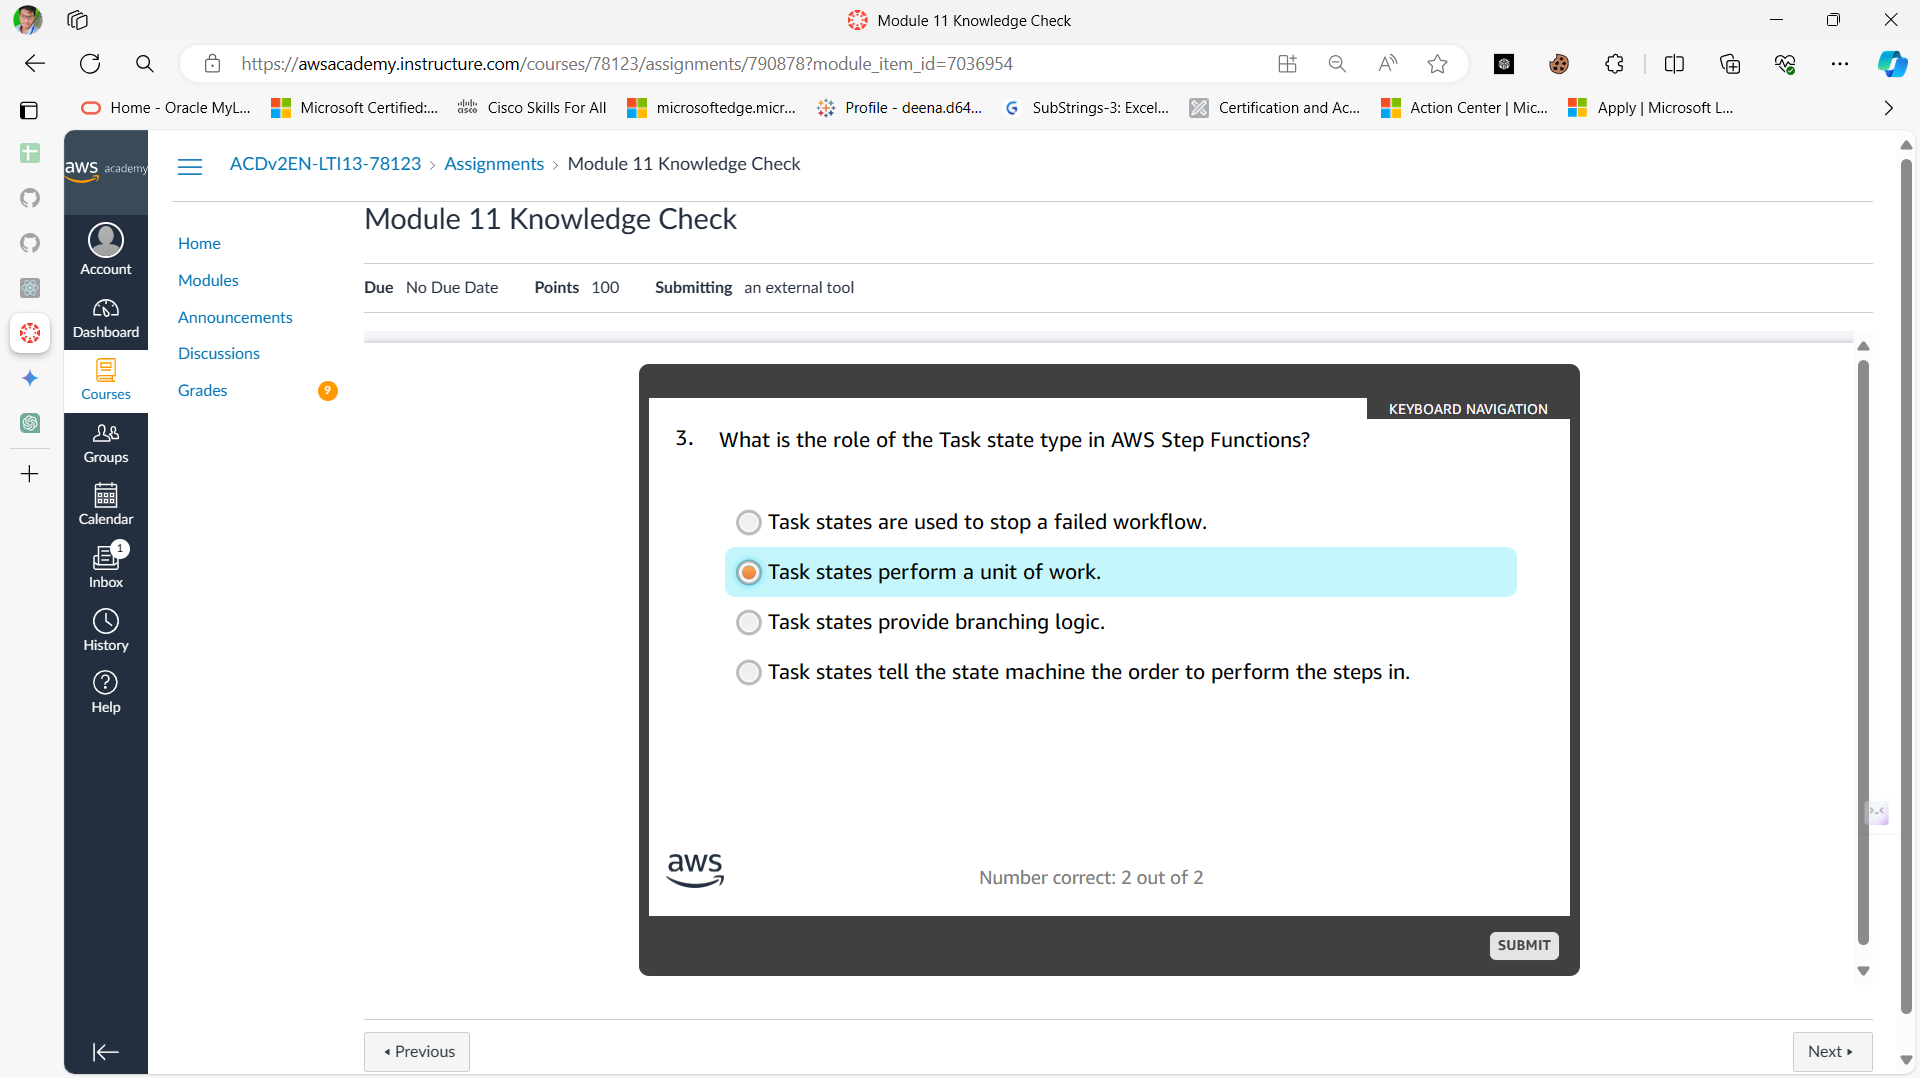 Module 11 Knowledge Check
https://awsacademy.instructure.com/courses/78123/assignments/790878?module_item_id=7036954
Home - Oracle MyL...
Microsoft Certified:...
Cisco Skills For All
microsoftedge.micr...
Profile - deena.d64...
SubStrings-3: Excel...
Certification and Ac...
Action Center | Mic...
Apply | Microsoft L...
aws academy
ACDv2EN-LTI13-78123 › Assignments › Module 11 Knowledge Check
Account
Dashboard
Courses
Groups
Calendar
1
Inbox
History
Help
Home
Modules
Announcements
Discussions
Grades 9
Module 11 Knowledge Check
Due No Due Date Points 100 Submitting an external tool
KEYBOARD NAVIGATION
3. What is the role of the Task state type in AWS Step Functions?
Task states are used to stop a failed workflow.
Task states perform a unit of work.
Task states provide branching logic.
Task states tell the state machine the order to perform the steps in.
aws
Number correct: 2 out of 2
SUBMIT
Previous
Next